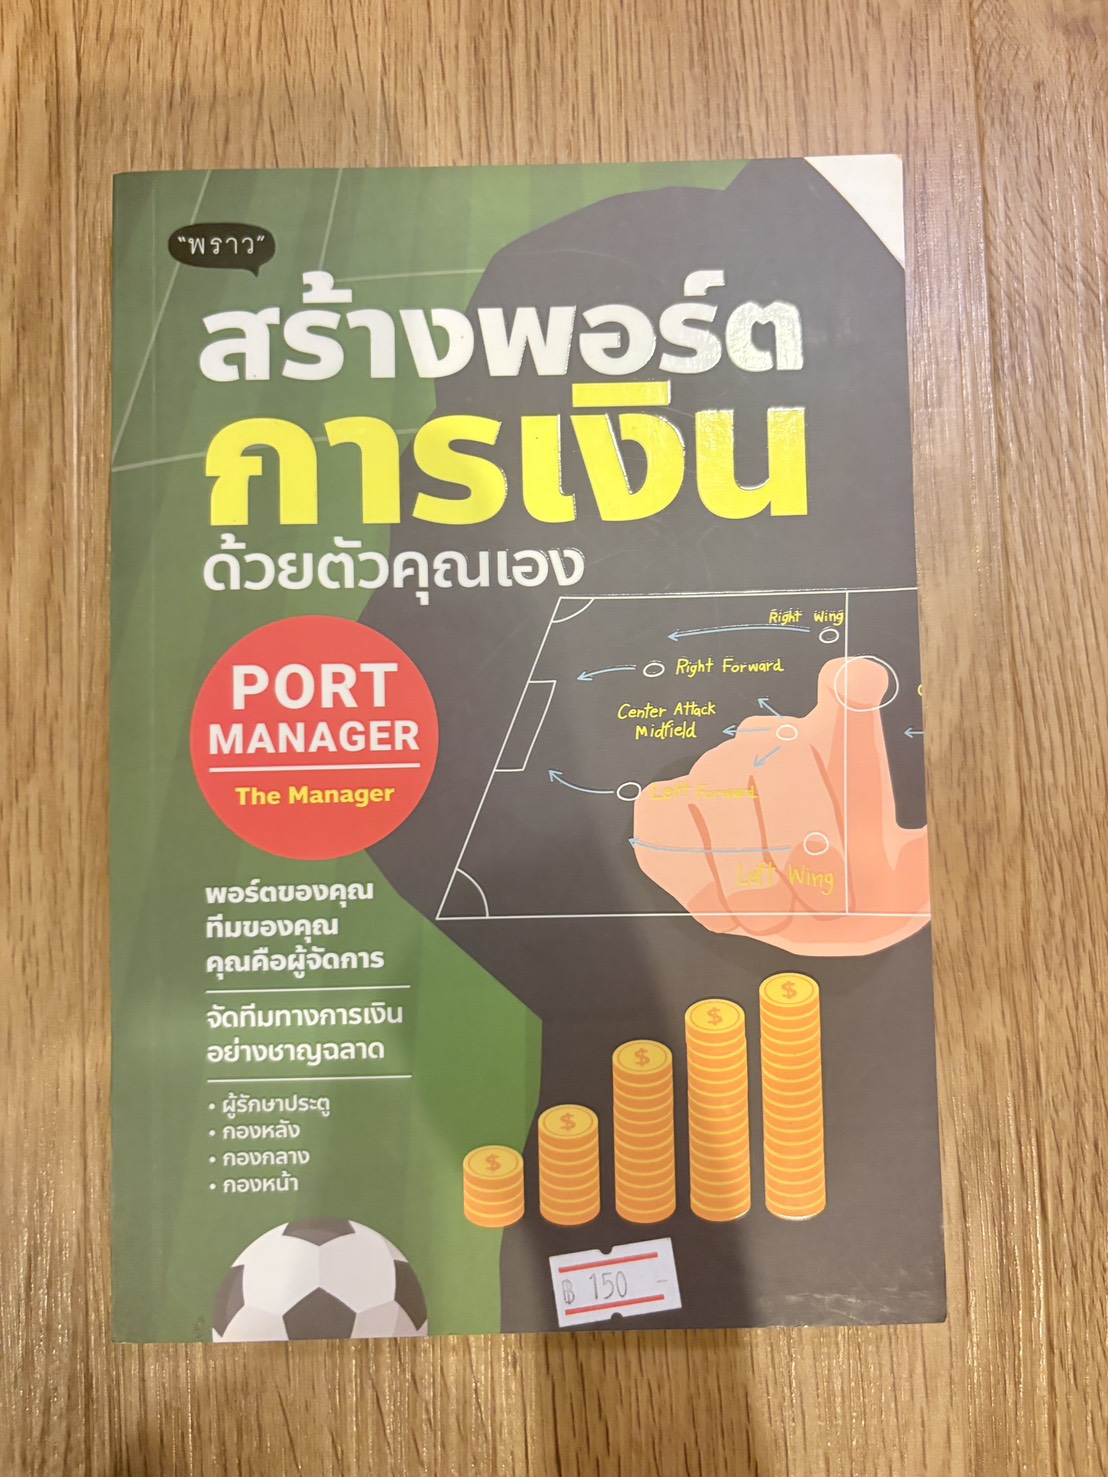 "พราว"
สร้างพอร์ต
การเงิน
ด้วยตัวคุณเอง
PORT
MANAGER
The Manager
Right Wing
Right Forward
Center Attack
Midfield
Left Forward
Left Wing
พอร์ตของคุณ
ทีมของคุณ
คุณคือผู้จัดการ
จัดทีมทางการเงิน
อย่างชาญฉลาด
• ผู้รักษาประตู
• กองหลัง
• กองกลาง
• กองหน้า
฿ 150 -